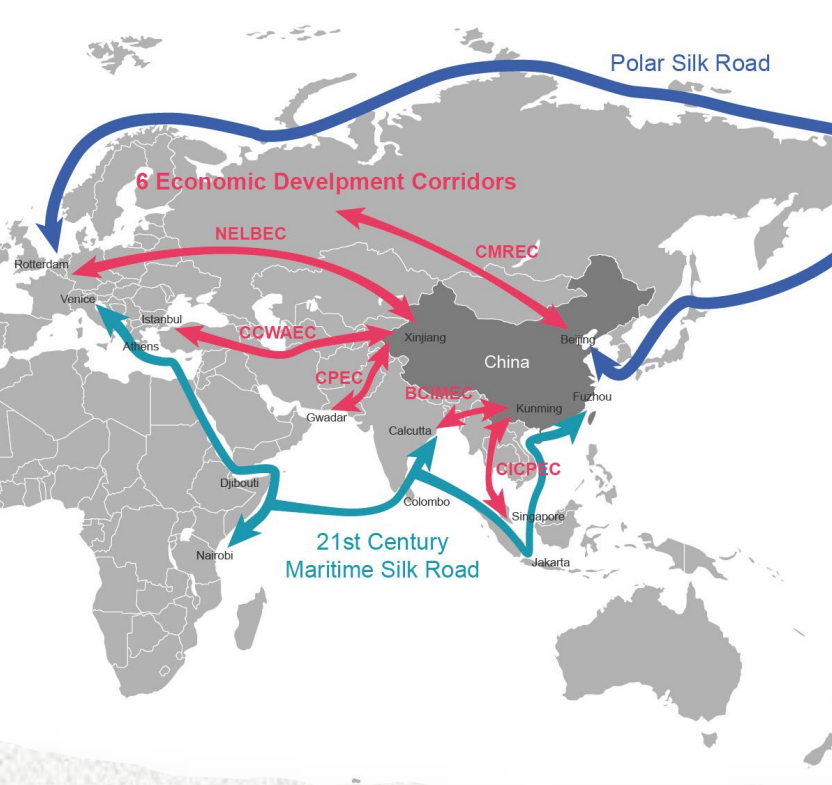 Polar Silk Road
6 Economic Develpment Corridors
NELBEC
CMREC
Rotterdam
Venice
Istanbul
Athens
CCWAEC
Xinjiang
Beijing
China
CPEC
BCIMEC
Fuzhou
Gwadar
Kunming
Calcutta
CICPEC
Djibouti
Colombo
Singapore
Nairobi
21st Century
Maritime Silk Road
Jakarta